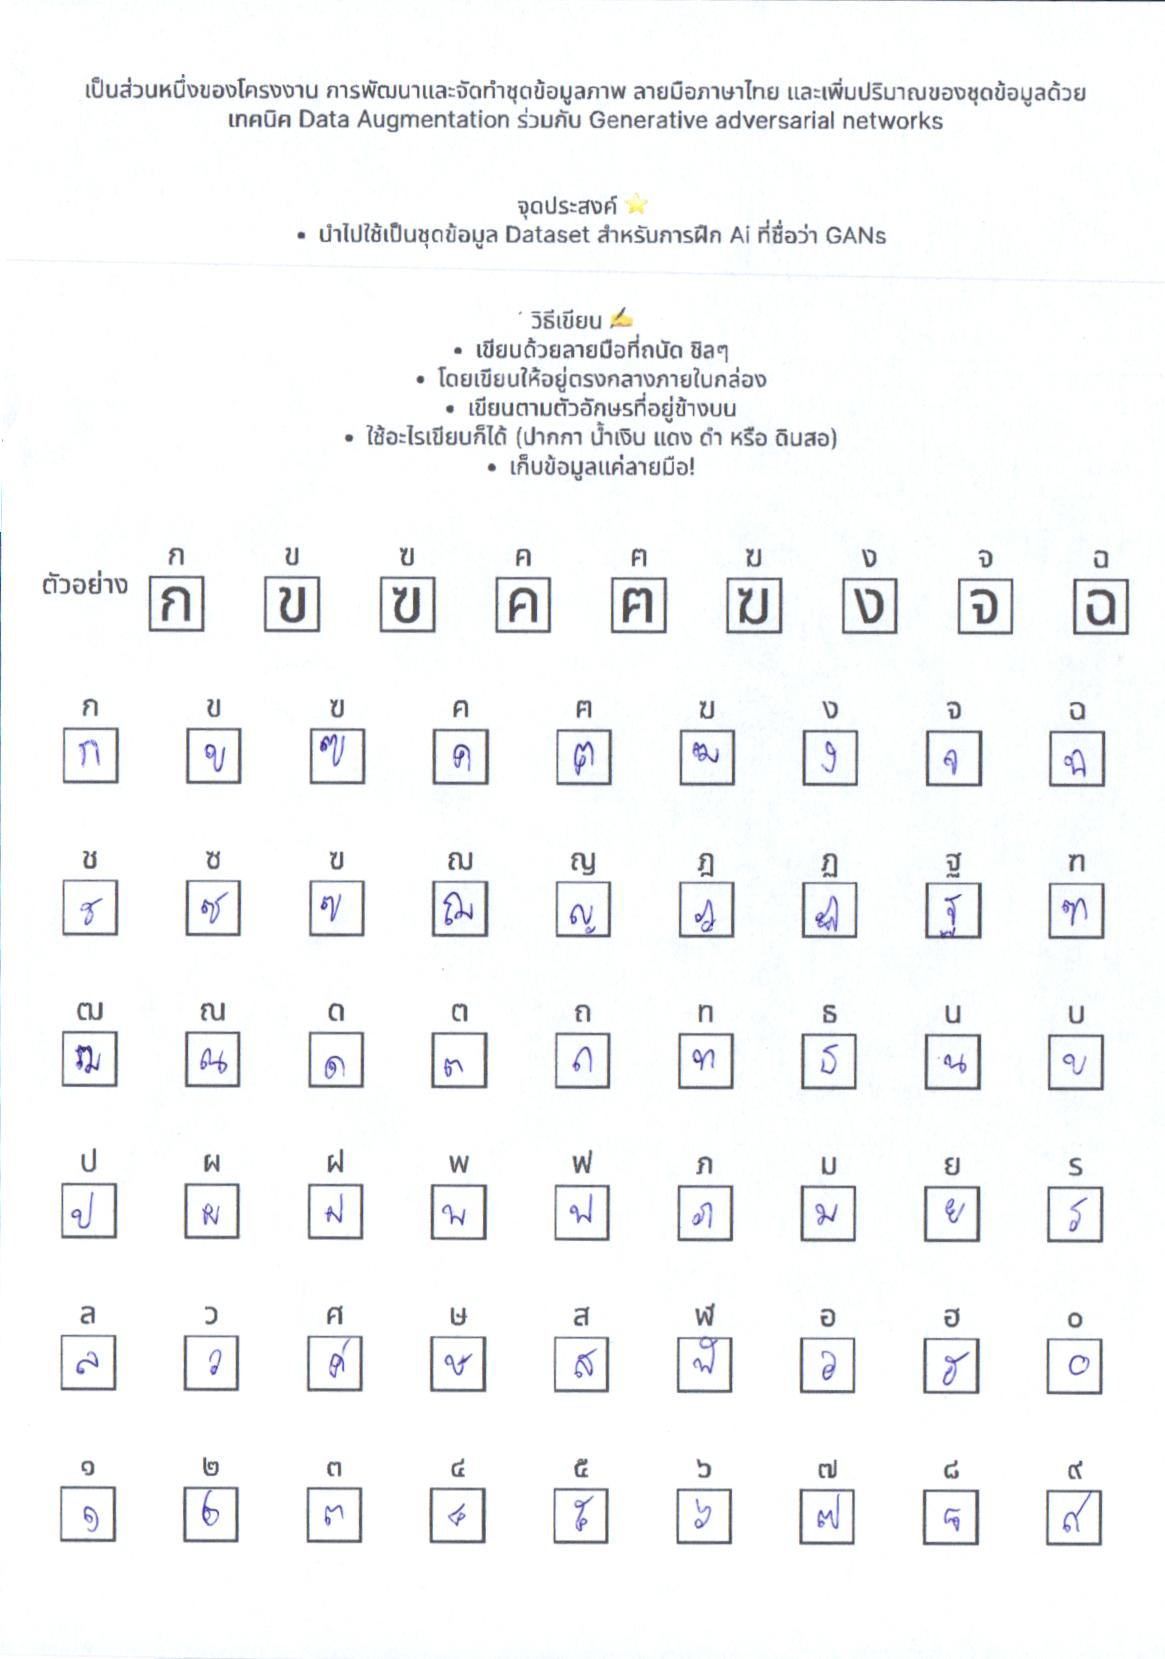 เป็นส่วนหนึ่งของโครงงาน การพัฒนาและจัดทำชุดข้อมูลภาพ ลายมือภาษาไทย และเพิ่มปริมาณของชุดข้อมูลด้วย
เทคนิค Data Augmentation ร่วมกับ Generative adversarial networks
จุดประสงค์ ⭐
• นำไปใช้เป็นชุดข้อมูล Dataset สำหรับการฝึก Ai ที่ชื่อว่า GANs
วิธีเขียน ✍️
• เขียนด้วยลายมือที่ถนัด ชิลๆ
• โดยเขียนให้อยู่ตรงกลางภายในกล่อง
• เขียนตามตัวอักษรที่อยู่ข้างบน
• ใช้อะไรเขียนก็ได้ (ปากกา น้ำเงิน แดง ดำ หรือ ดินสอ)
• เก็บข้อมูลแค่ลายมือ!
ก ข ฃ ค ฅ ฆ ง จ ฉ
ตัวอย่าง ก ข ฃ ค ฅ ฆ ง จ ฉ
ก ข ฃ ค ฅ ฆ ง จ ฉ
ก ข ฃ ค ฅ ฆ ง จ ฉ
ช ซ ฃ ฌ ญ ฎ ฏ ฐ ฑ
ช ซ ฃ ฌ ญ ฎ ฏ ฐ ฑ
ฒ ณ ด ต ถ ท ธ น บ
ฒ ณ ด ต ถ ท ธ น บ
ป ผ ฝ พ ฟ ภ ม ย ร
ป ผ ฝ พ ฟ ภ ม ย ร
ล ว ศ ษ ส ฬ อ ฮ ๐
ล ว ศ ษ ส ฬ อ ฮ ๐
๑ ๒ ๓ ๔ ๕ ๖ ๗ ๘ ๙
๑ ๒ ๓ ๔ ๕ ๖ ๗ ๘ ๙